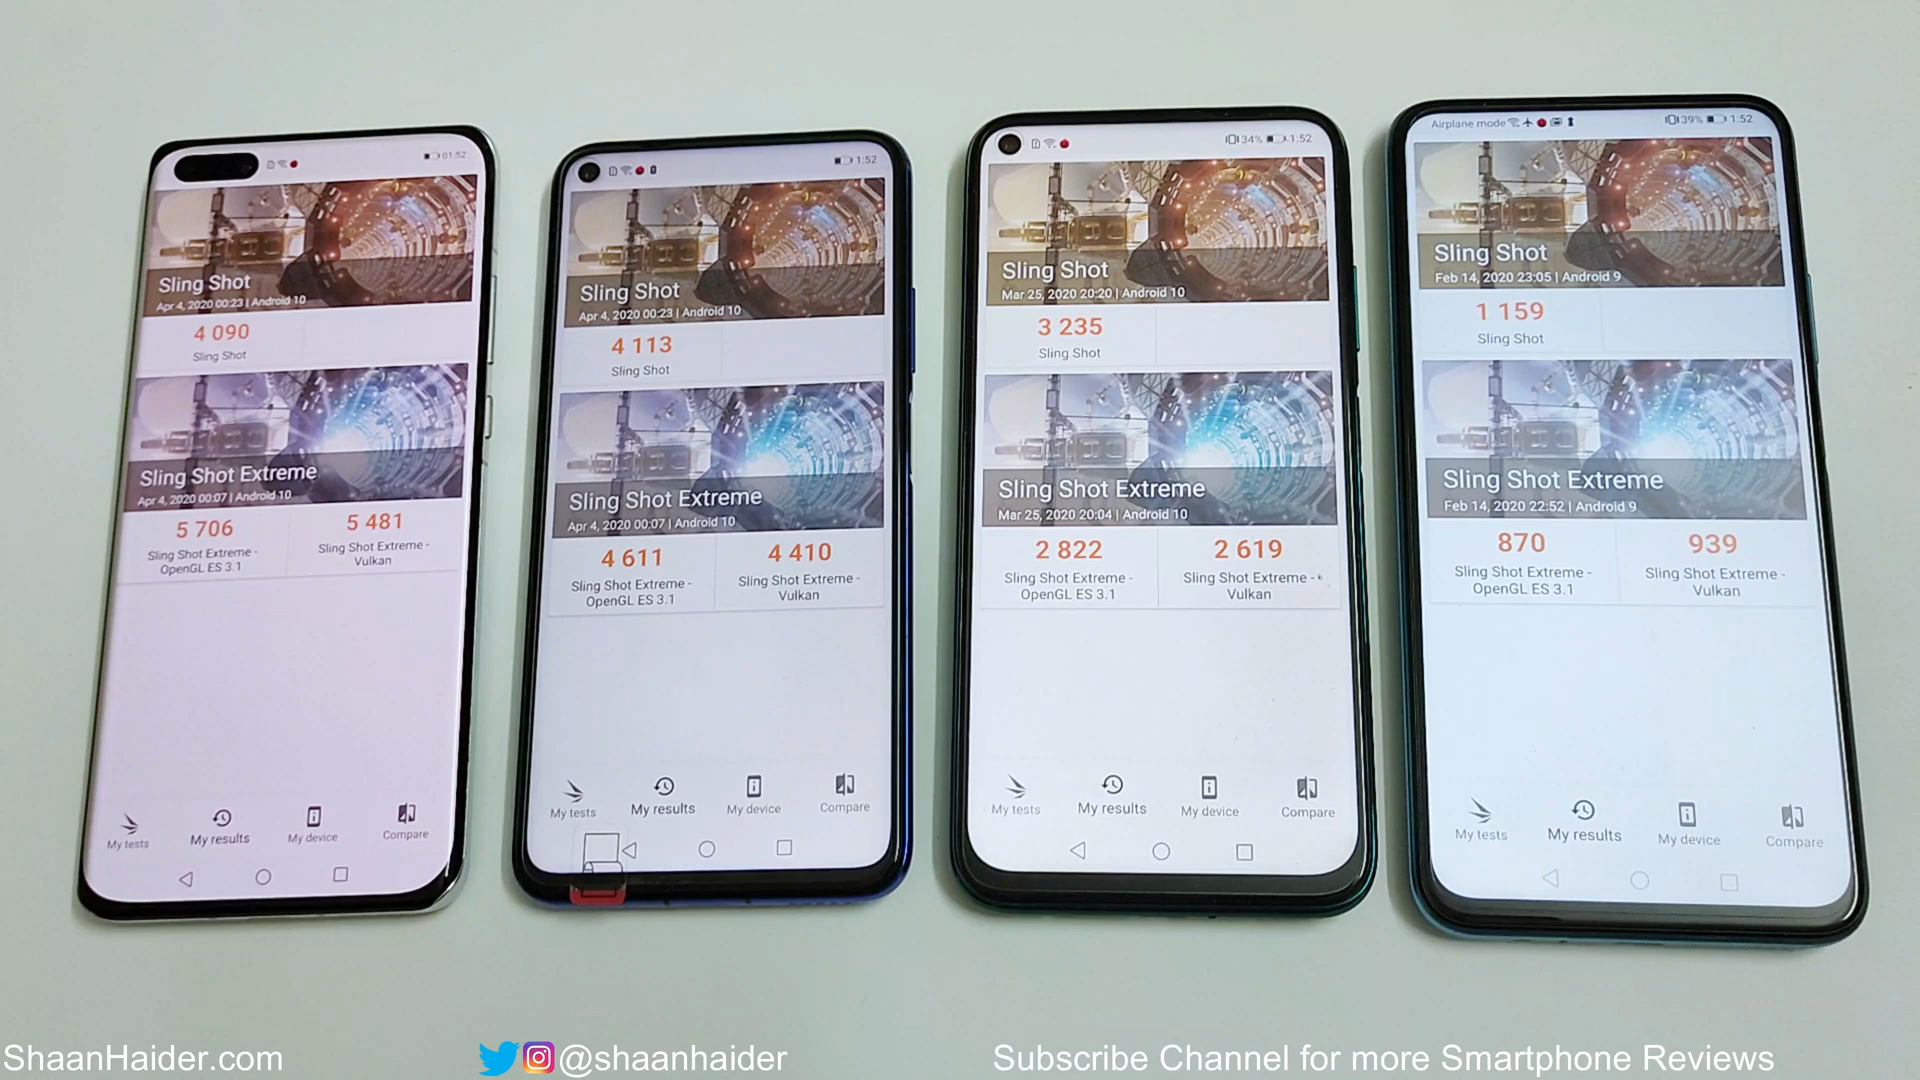 01:52
Sling Shot
Apr 4, 2020 00:23 | Android 10
4 090
Sling Shot
Sling Shot Extreme
Apr 4, 2020 00:07 | Android 10
5 706
5 481
Sling Shot Extreme -
OpenGL ES 3.1
Sling Shot Extreme -
Vulkan
My tests
My results
My device
Compare
1:52
Sling Shot
Apr 4, 2020 00:23 | Android 10
4 113
Sling Shot
Sling Shot Extreme
Apr 4, 2020 00:07 | Android 10
4 611
4 410
Sling Shot Extreme -
OpenGL ES 3.1
Sling Shot Extreme -
Vulkan
My tests
My results
My device
Compare
34% 1:52
Sling Shot
Mar 25, 2020 20:20 | Android 10
3 235
Sling Shot
Sling Shot Extreme
Mar 25, 2020 20:04 | Android 10
2 822
2 619
Sling Shot Extreme -
OpenGL ES 3.1
Sling Shot Extreme -
Vulkan
My tests
My results
My device
Compare
Airplane mode 39% 1:52
Sling Shot
Feb 14, 2020 23:05 | Android 9
1 159
Sling Shot
Sling Shot Extreme
Feb 14, 2020 22:52 | Android 9
870
939
Sling Shot Extreme -
OpenGL ES 3.1
Sling Shot Extreme -
Vulkan
My tests
My results
My device
Compare
ShaanHaider.com
@shaanhaider
Subscribe Channel for more Smartphone Reviews